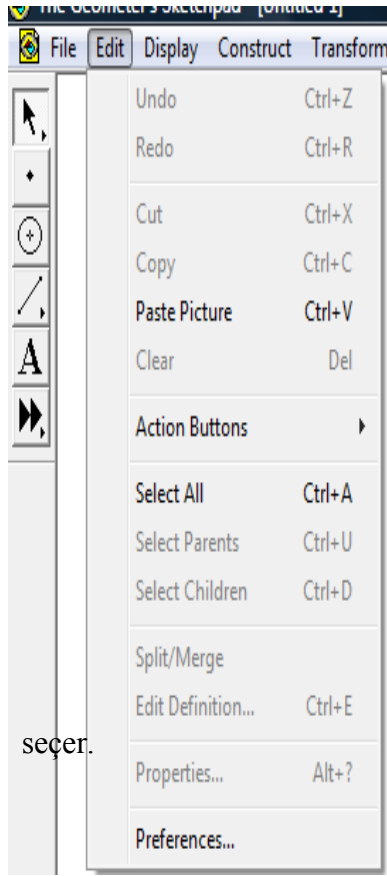 The Geometer's Sketchpad - [Untitled 1]
File Edit Display Construct Transform
Undo Ctrl+Z
Redo Ctrl+R
Cut Ctrl+X
Copy Ctrl+C
Paste Picture Ctrl+V
Clear Del
A
Action Buttons
Select All Ctrl+A
Select Parents Ctrl+U
Select Children Ctrl+D
Split/Merge
Edit Definition... Ctrl+E
seçer.
Properties... Alt+?
Preferences...